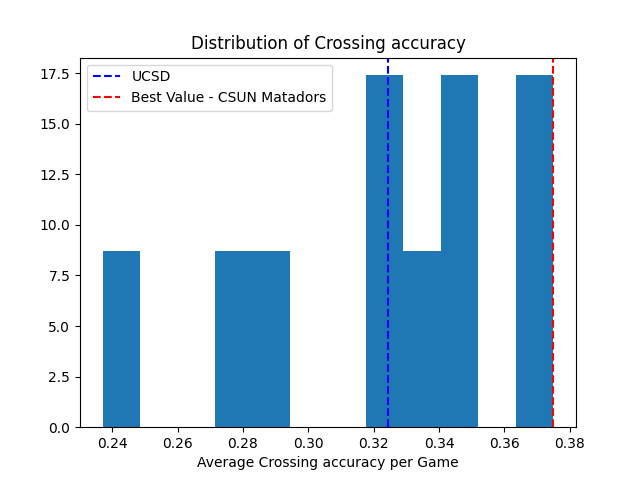 Distribution of Crossing accuracy
UCSD
Best Value - CSUN Matadors
17.5
15.0
12.5
10.0
7.5
5.0
2.5
0.0
0.24 0.26 0.28 0.30 0.32 0.34 0.36 0.38
Average Crossing accuracy per Game